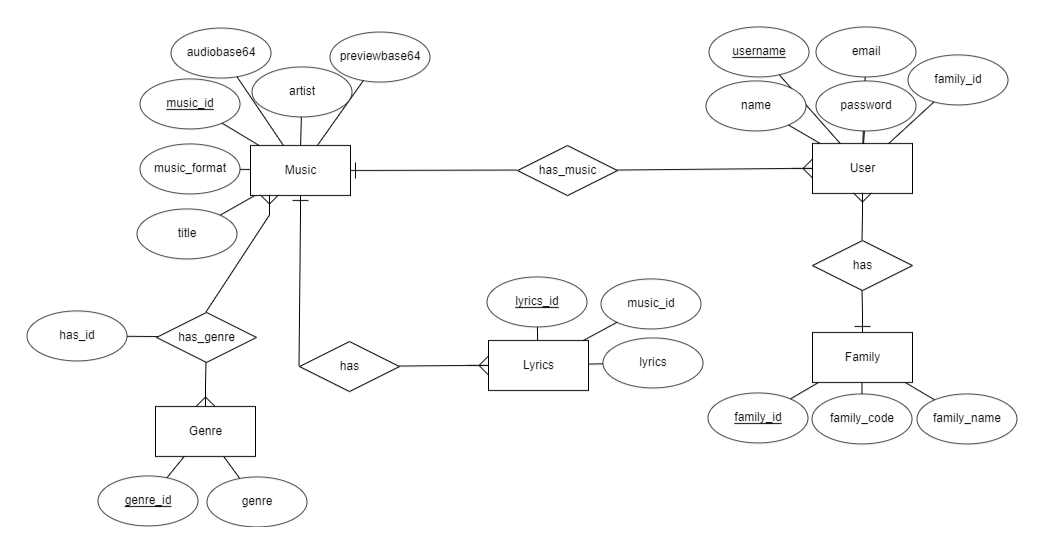 audiobase64
previewbase64
artist
music_id
music_format
title
Music
has_music
username
email
family_id
name
password
User
has
Family
family_id
family_code
family_name
has_id
has_genre
Genre
genre_id
genre
has
lyrics_id
music_id
Lyrics
lyrics